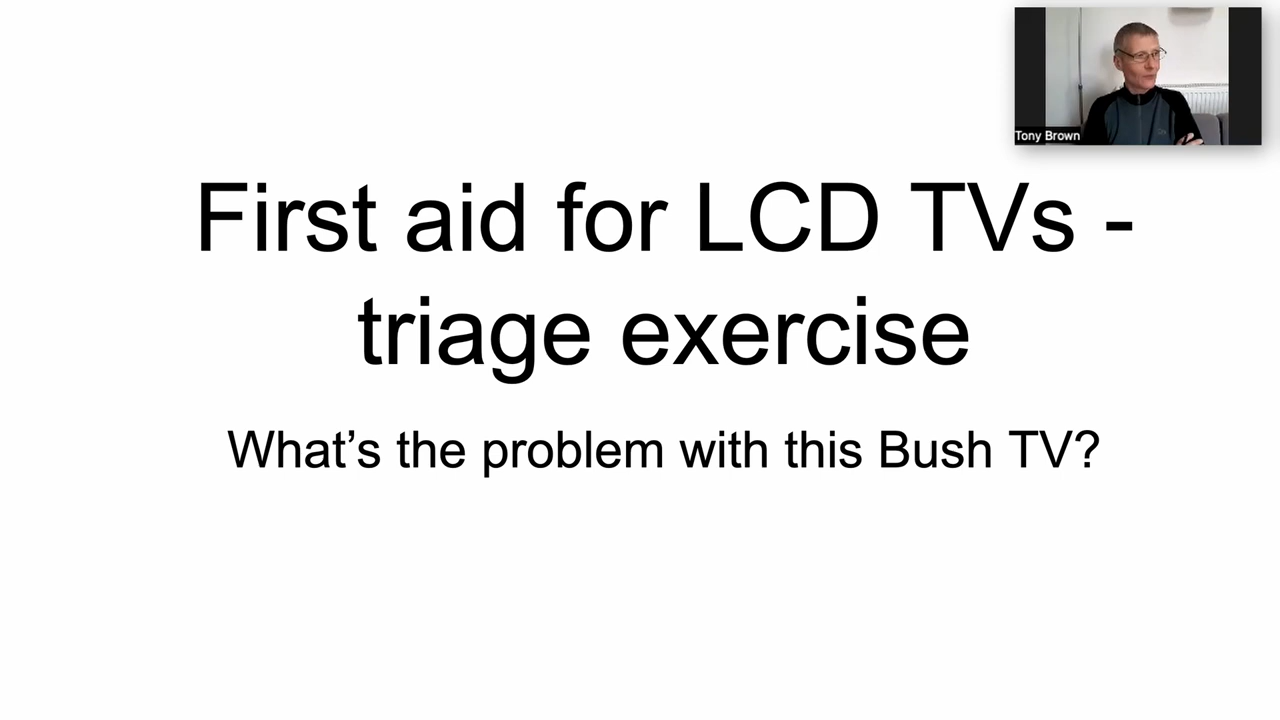 Tony Brown
First aid for LCD TVs -
triage exercise
What’s the problem with this Bush TV?